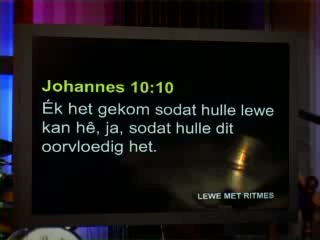 Johannes 10:10
Ék het gekom sodat hulle lewe
kan hê, ja, sodat hulle dit
oorvloedig het.
LEWE MET RITMES